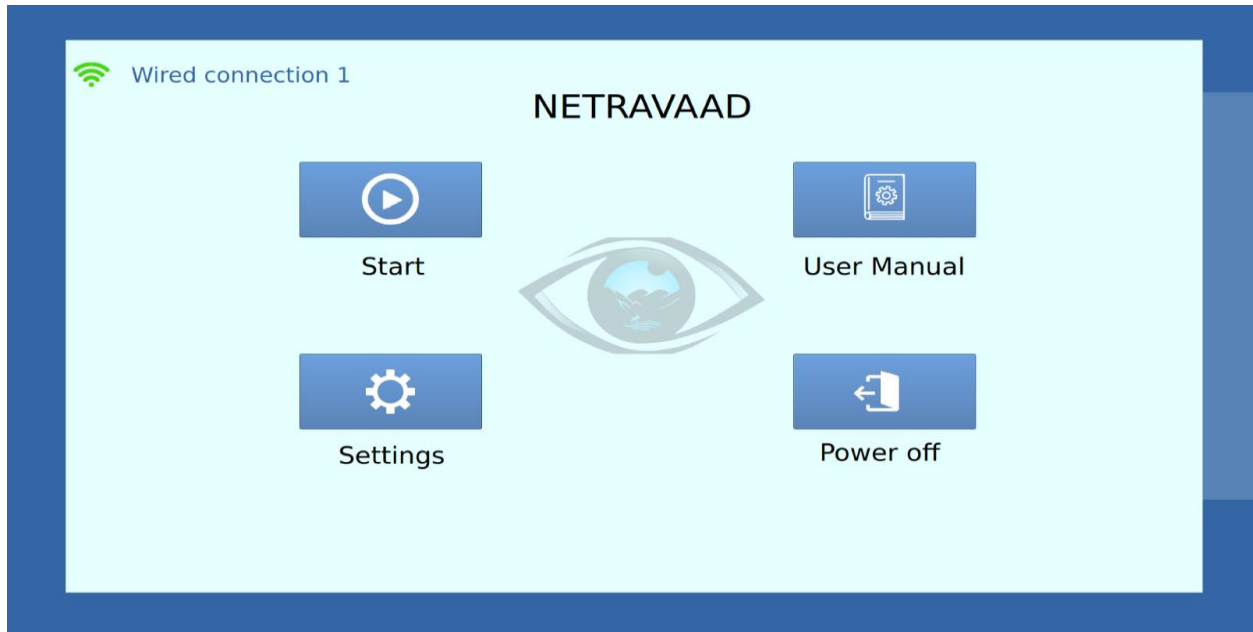 Wired connection 1
NETRAVAAD
Start
User Manual
Settings
Power off